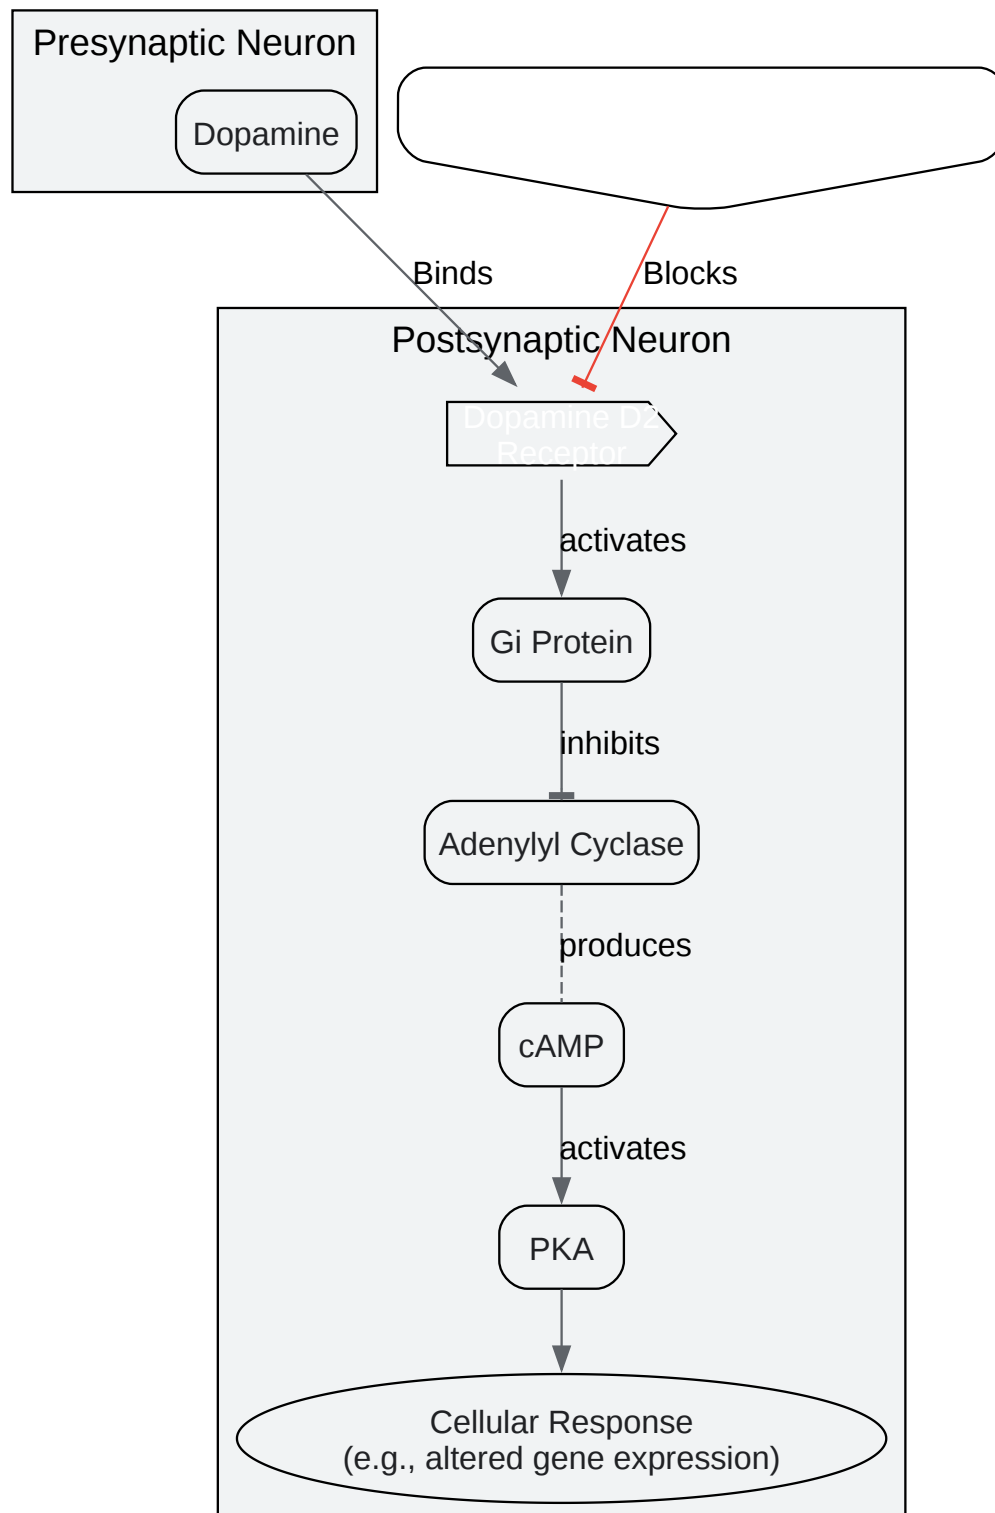 Presynaptic Neuron
Dopamine
Binds
Blocks
Postsynaptic Neuron
Dopamine D2
Receptor
activates
Gi Protein
inhibits
Adenylyl Cyclase
produces
cAMP
activates
PKA
Cellular Response
(e.g., altered gene expression)